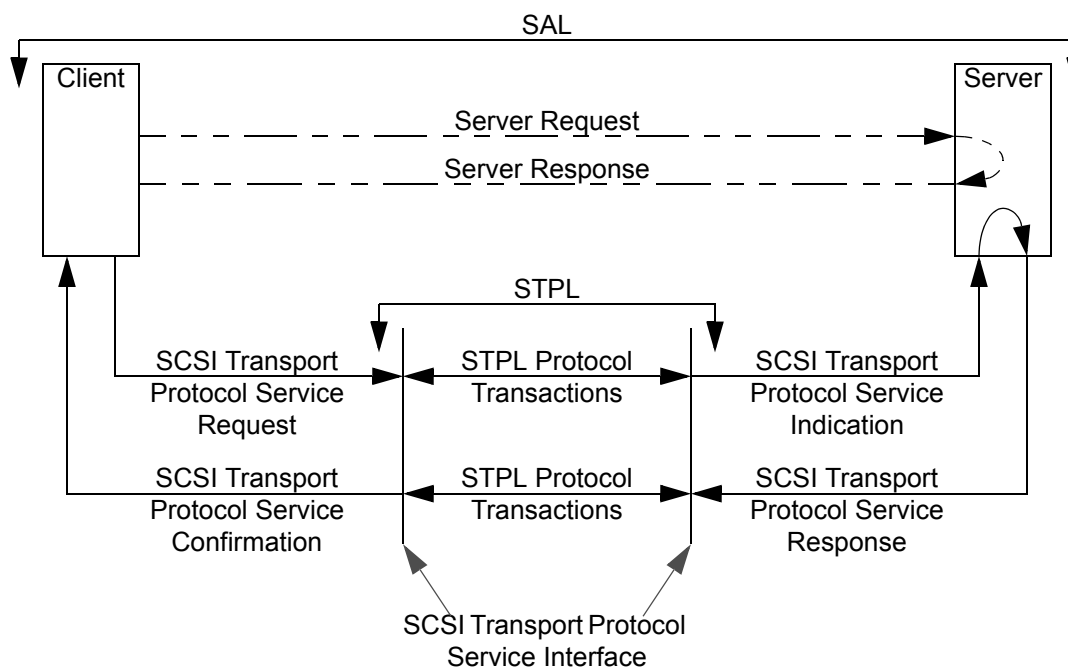 SAL
Client
Server
Server Request
Server Response
STPL
SCSI Transport
Protocol Service
Request
STPL Protocol
Transactions
SCSI Transport
Protocol Service
Indication
SCSI Transport
Protocol Service
Confirmation
STPL Protocol
Transactions
SCSI Transport
Protocol Service
Response
SCSI Transport Protocol
Service Interface